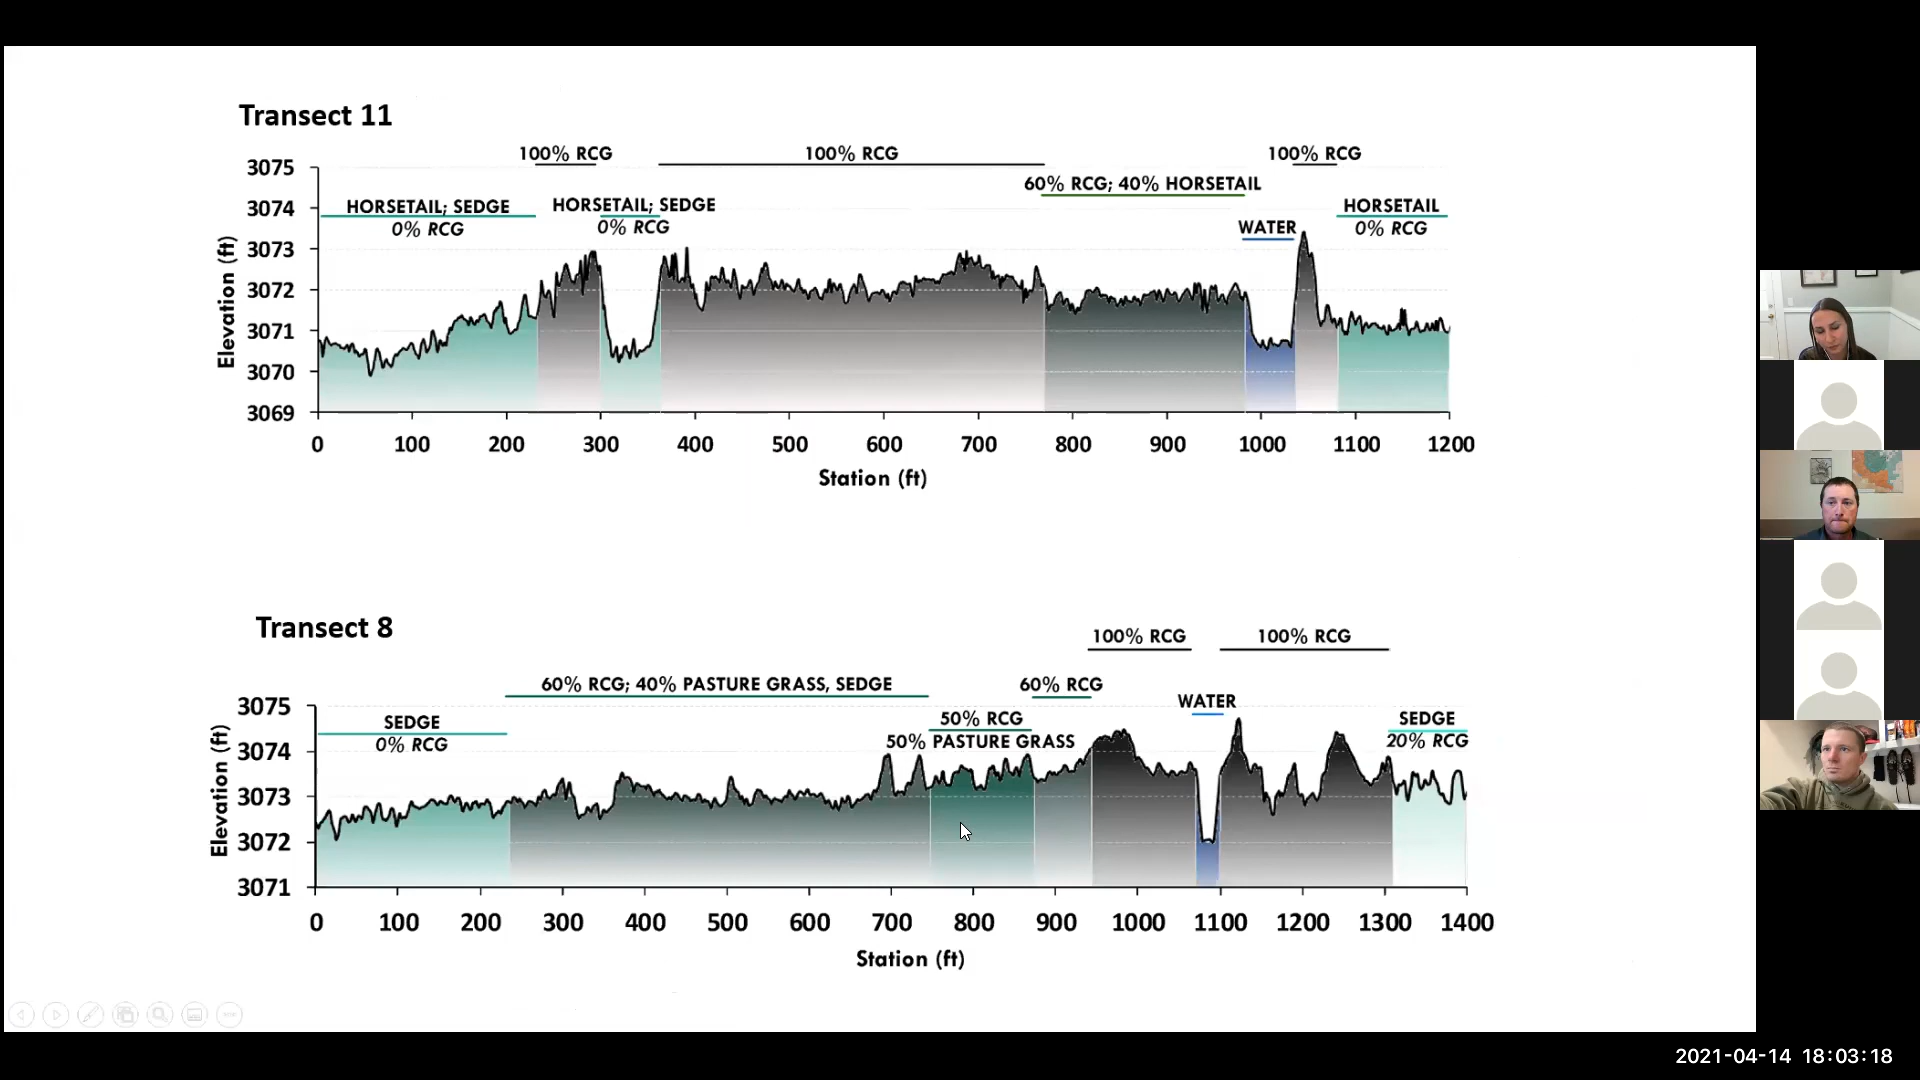 Transect 11
100% RCG 100% RCG 100% RCG
3075
60% RCG; 40% HORSETAIL
HORSETAIL; SEDGE HORSETAIL; SEDGE HORSETAIL
3074
0% RCG 0% RCG WATER 0% RCG
3073
3072
3071
3070
3069
Elevation (ft)
0 100 200 300 400 500 600 700 800 900 1000 1100 1200
Station (ft)
Transect 8
100% RCG 100% RCG
60% RCG; 40% PASTURE GRASS, SEDGE 60% RCG
WATER
3075
SEDGE 50% RCG SEDGE
0% RCG 50% PASTURE GRASS 20% RCG
3074
3073
3072
3071
Elevation (ft)
0 100 200 300 400 500 600 700 800 900 1000 1100 1200 1300 1400
Station (ft)
2021-04-14 18:03:18